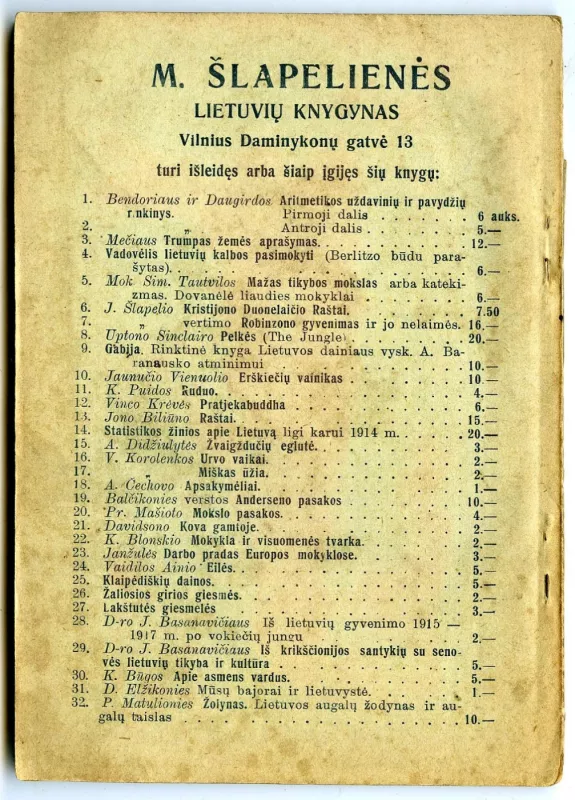 M. ŠLAPELIENĖS
LIETUVIŲ KNYGYNAS
Vilnius Daminykonų gatvė 13
turi išleidęs arba šiaip įgijęs šių knygų:
1. Bendoriaus ir Daugirdos Aritmetikos uždavinių ir pavydžių
rinkinys. Pirmoji dalis . . . . . . . 6 auks.
2. „ Antroji dalis . . . . . . . 5.—
3. Mečiaus Trumpas žemės aprašymas. . . . . . . . . 12.—
4. Vadovėlis lietuvių kalbos pasimokyti (Berlitzo būdu para-
šytas). . . . . . . . . . . . . . . 6.—
5. Mok Sim. Tautvilos Mažas tikybos mokslas arba kateki-
zmas. Dovanėlė liaudies mokyklai . . . . . . 6.—
6. J. Šlapelio Kristijono Duonelaičio Raštai. . . . . . 7.50
7. „ vertimo Robinzono gyvenimas ir jo nelaimės. 16.—
8. Uptono Sinclairo Pelkės (The Jungle) . . . . . . 20.—
9. Gabija. Rinktinė knyga Lietuvos dainiaus vysk. A. Ba-
ranausko atminimui . . . . . . . . . . 10.—
10. Jaunučio Vienuolio Erškiečių vainikas . . . . . . 10.—
11. K. Puidos Ruduo. . . . . . . . . . . . 4.—
12. Vinco Krėvės Pratjekabuddha . . . . . . . . 6.—
13. Jono Biliūno Raštai. . . . . . . . . . . 15.—
14. Statistikos žinios apie Lietuvą ligi karui 1914 m. . . . . 20.—
15. A. Didžiulytės Žvaigždučių eglutė. . . . . . . . 3.—
16. V. Korolenkos Urvo vaikai. . . . . . . . . . 2.—
17. Miškas ūžia. . . . . . . . . . 2.—
18. A. Čechovo Apsakymėliai. . . . . . . . . . 1.—
19. Balčikonies verstos Anderseno pasakos . . . . . . 10.—
20. Pr. Mašioto Mokslo pasakos. . . . . . . . . 4.—
21. Davidsono Kova gamtoje. . . . . . . . . . 2.—
22. K. Blonskio Mokykla ir visuomenės tvarka. . . . . . 2.—
23. Janžulės Darbo pradas Europos mokyklose. . . . . . 3.—
24. Vaidilos Ainio Eilės. . . . . . . . . . . 5.—
25. Klaipėdiškių dainos. . . . . . . . . . . 5.—
26. Žaliosios girios giesmės. . . . . . . . . . 2.—
27. Lakštutės giesmelės . . . . . . . . . . 3.—
28. D-ro J. Basanavičiaus Iš lietuvių gyvenimo 1915 —
1917 m. po vokiečių jungu . . . . . . . . 2.—
29. D-ro J. Basanavičiaus Iš krikščionijos santykių su seno-
vės lietuvių tikyba ir kultūra . . . . . . . . 5.—
30. K. Būgos Apie asmens vardus. . . . . . . . . 5.—
31. D. Elžikonies Mūsų bajorai ir lietuvystė. . . . . . 1.—
32. P. Matulionies Žolynas. Lietuvos augalų žodynas ir au-
galų taislas . . . . . . . . . . . . 10.—